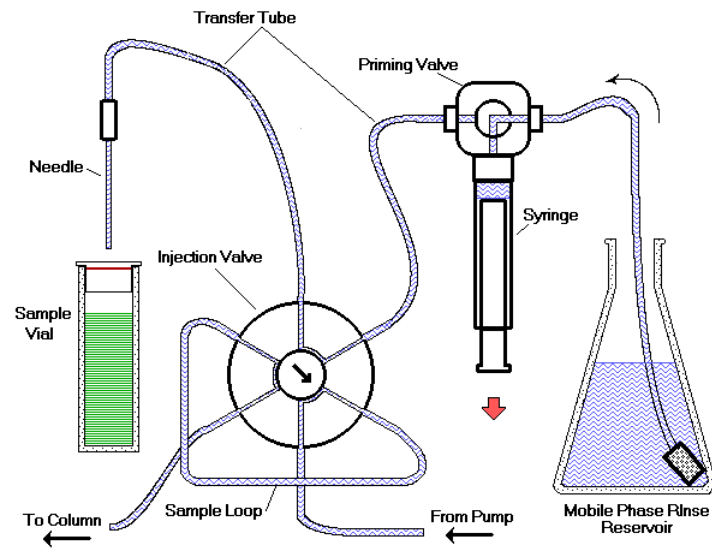 Transfer Tube
Priming Valve
Needle
Syringe
Injection Valve
Sample
Vial
To Column
Sample Loop
From Pump
Mobile Phase RInse
Reservoir